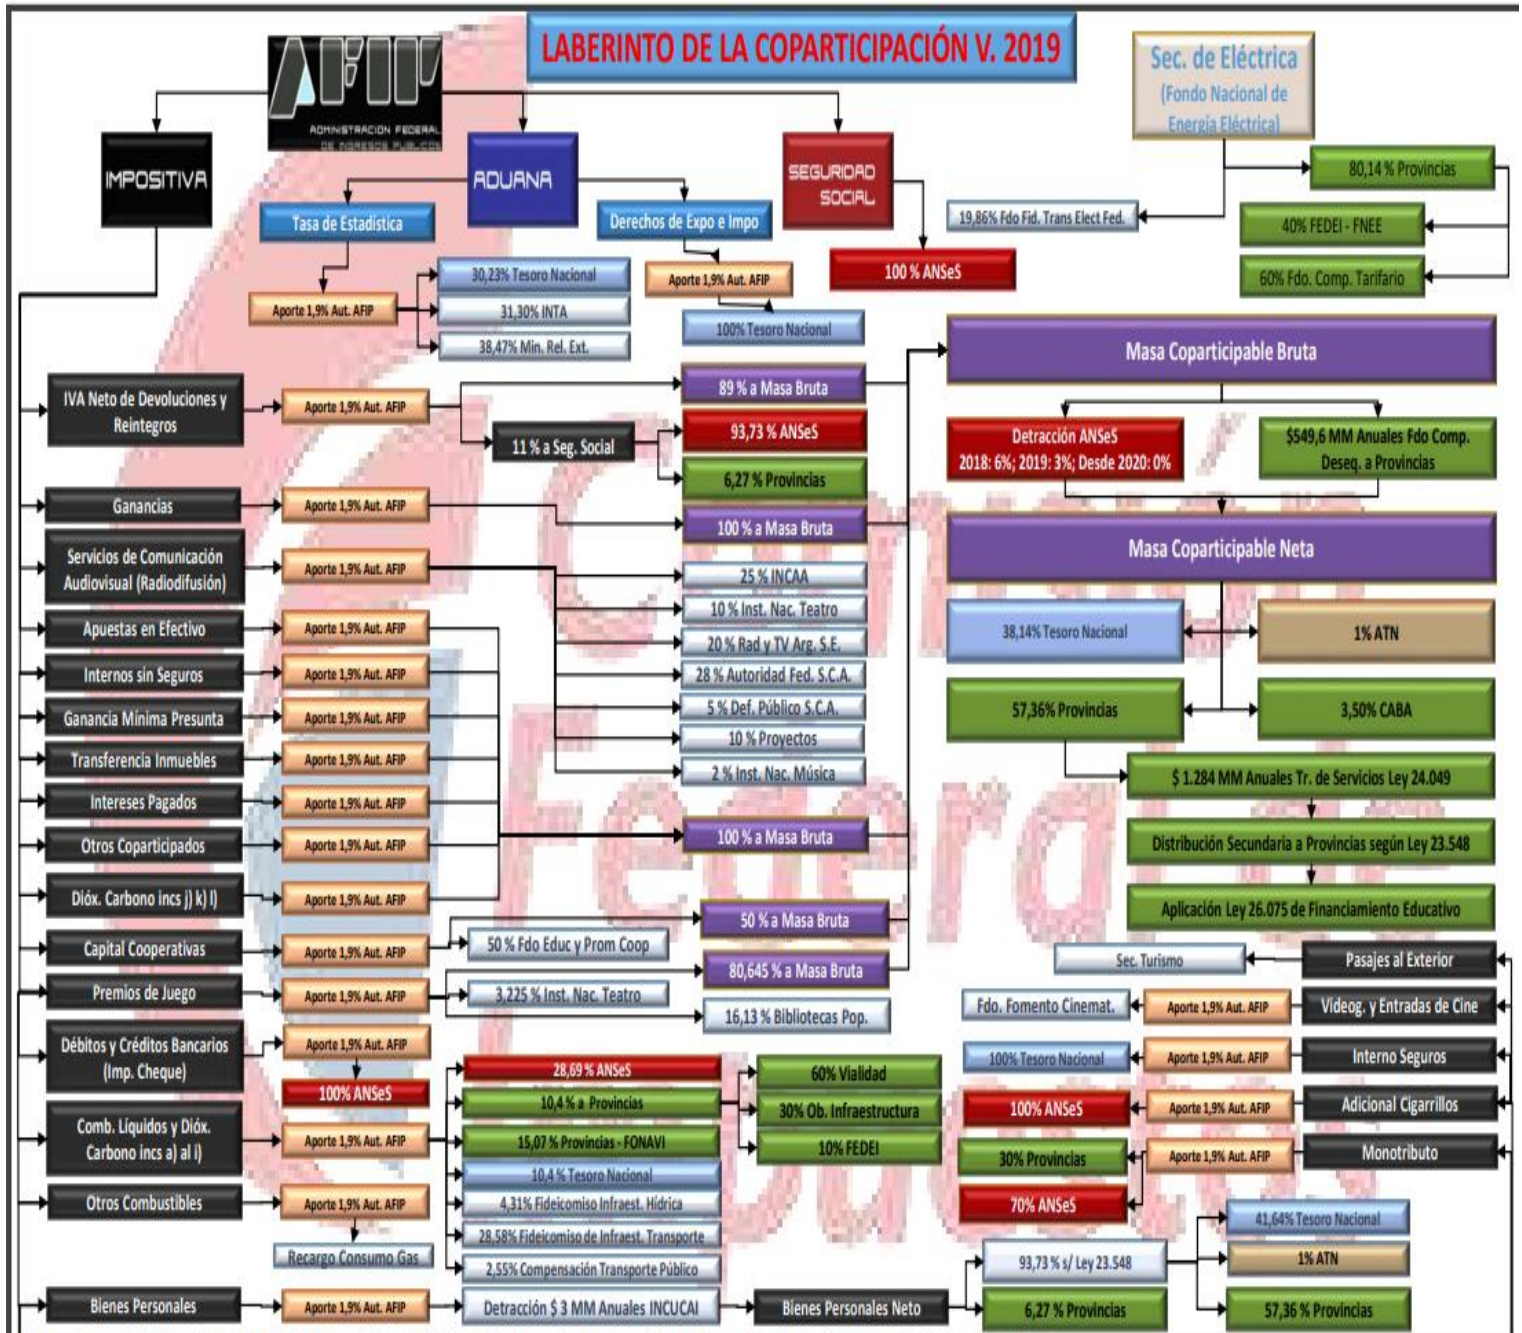 LABERINTO DE LA COPARTICIPACIÓN V. 2019
AFIP
ADMINISTRACION FEDERAL
DE INGRESOS PUBLICOS
Sec. de Eléctrica
(Fondo Nacional de
Energía Eléctrica)
IMPOSITIVA
ADUANA
SEGURIDAD
SOCIAL
80,14 % Provincias
19,86% Fdo Fid. Trans Elect Fed.
40% FEDEI - FNEE
60% Fdo. Comp. Tarifario
Tasa de Estadística
Derechos de Expo e Impo
100 % ANSeS
Aporte 1,9% Aut. AFIP
30,23% Tesoro Nacional
31,30% INTA
38,47% Min. Rel. Ext.
Aporte 1,9% Aut. AFIP
100% Tesoro Nacional
IVA Neto de Devoluciones y
Reintegros
Aporte 1,9% Aut. AFIP
89 % a Masa Bruta
11 % a Seg. Social
93,73 % ANSeS
6,27 % Provincias
Ganancias
Aporte 1,9% Aut. AFIP
100 % a Masa Bruta
Servicios de Comunicación
Audiovisual (Radiodifusión)
Aporte 1,9% Aut. AFIP
25 % INCAA
10 % Inst. Nac. Teatro
20 % Rad y TV Arg. S.E.
28 % Autoridad Fed. S.C.A.
5 % Def. Público S.C.A.
10 % Proyectos
2 % Inst. Nac. Música
Apuestas en Efectivo
Aporte 1,9% Aut. AFIP
Internos sin Seguros
Aporte 1,9% Aut. AFIP
Ganancia Mínima Presunta
Aporte 1,9% Aut. AFIP
Transferencia Inmuebles
Aporte 1,9% Aut. AFIP
Intereses Pagados
Aporte 1,9% Aut. AFIP
Otros Coparticipados
Aporte 1,9% Aut. AFIP
100 % a Masa Bruta
Dióx. Carbono incs j) k) l)
Aporte 1,9% Aut. AFIP
Capital Cooperativas
Aporte 1,9% Aut. AFIP
50 % Fdo Educ y Prom Coop
50 % a Masa Bruta
Premios de Juego
Aporte 1,9% Aut. AFIP
80,645 % a Masa Bruta
3,225 % Inst. Nac. Teatro
16,13 % Bibliotecas Pop.
Débitos y Créditos Bancarios
(Imp. Cheque)
Aporte 1,9% Aut. AFIP
100% ANSeS
Comb. Líquidos y Dióx.
Carbono incs a) al i)
Aporte 1,9% Aut. AFIP
28,69 % ANSeS
10,4 % a Provincias
15,07 % Provincias - FONAVI
10,4 % Tesoro Nacional
4,31% Fideicomiso Infraest. Hídrica
28,58% Fideicomiso de Infraest. Transporte
2,55% Compensación Transporte Público
60% Vialidad
30% Ob. Infraestructura
10% FEDEI
Otros Combustibles
Aporte 1,9% Aut. AFIP
Recargo Consumo Gas
Bienes Personales
Aporte 1,9% Aut. AFIP
Detracción $ 3 MM Anuales INCUCAI
Bienes Personales Neto
93,73 % s/ Ley 23.548
6,27 % Provincias
41,64% Tesoro Nacional
1% ATN
57,36 % Provincias
Masa Coparticipable Bruta
Detracción ANSeS
2018: 6%; 2019: 3%; Desde 2020: 0%
$549,6 MM Anuales Fdo Comp.
Deseq. a Provincias
Masa Coparticipable Neta
38,14% Tesoro Nacional
1% ATN
57,36% Provincias
3,50% CABA
$ 1.284 MM Anuales Tr. de Servicios Ley 24.049
Distribución Secundaria a Provincias según Ley 23.548
Aplicación Ley 26.075 de Financiamiento Educativo
Sec. Turismo
Pasajes al Exterior
Fdo. Fomento Cinemat.
Aporte 1,9% Aut. AFIP
Videog. y Entradas de Cine
100% Tesoro Nacional
Aporte 1,9% Aut. AFIP
Interno Seguros
100% ANSeS
Aporte 1,9% Aut. AFIP
Adicional Cigarrillos
30% Provincias
Aporte 1,9% Aut. AFIP
Monotributo
70% ANSeS